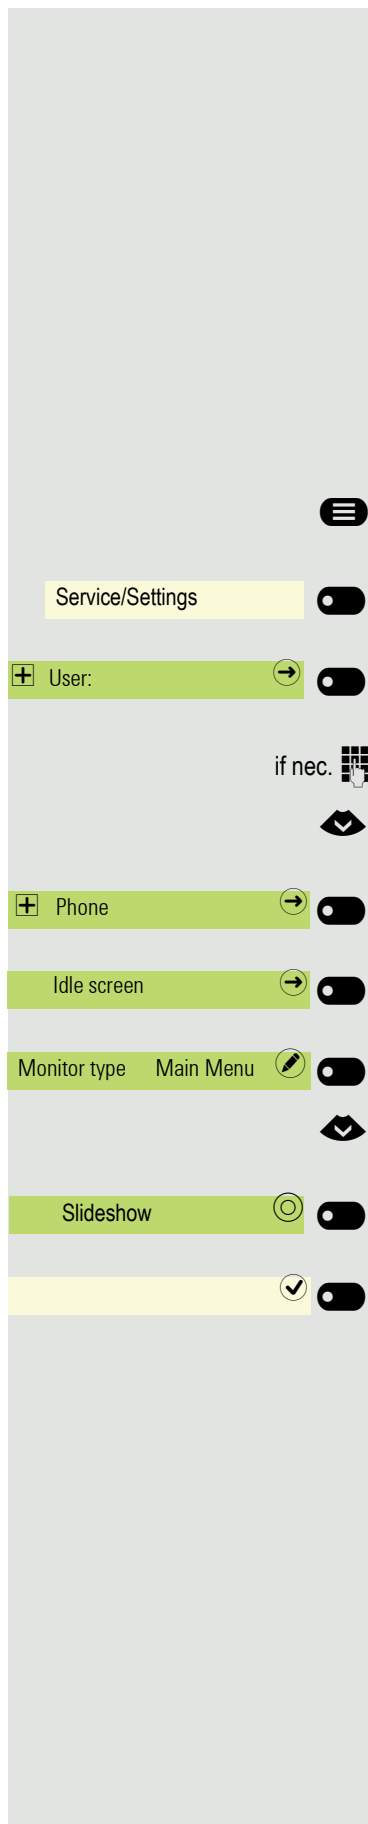 Service/Settings
User:
if nec.
Phone
Idle screen
Monitor type Main Menu
Slideshow